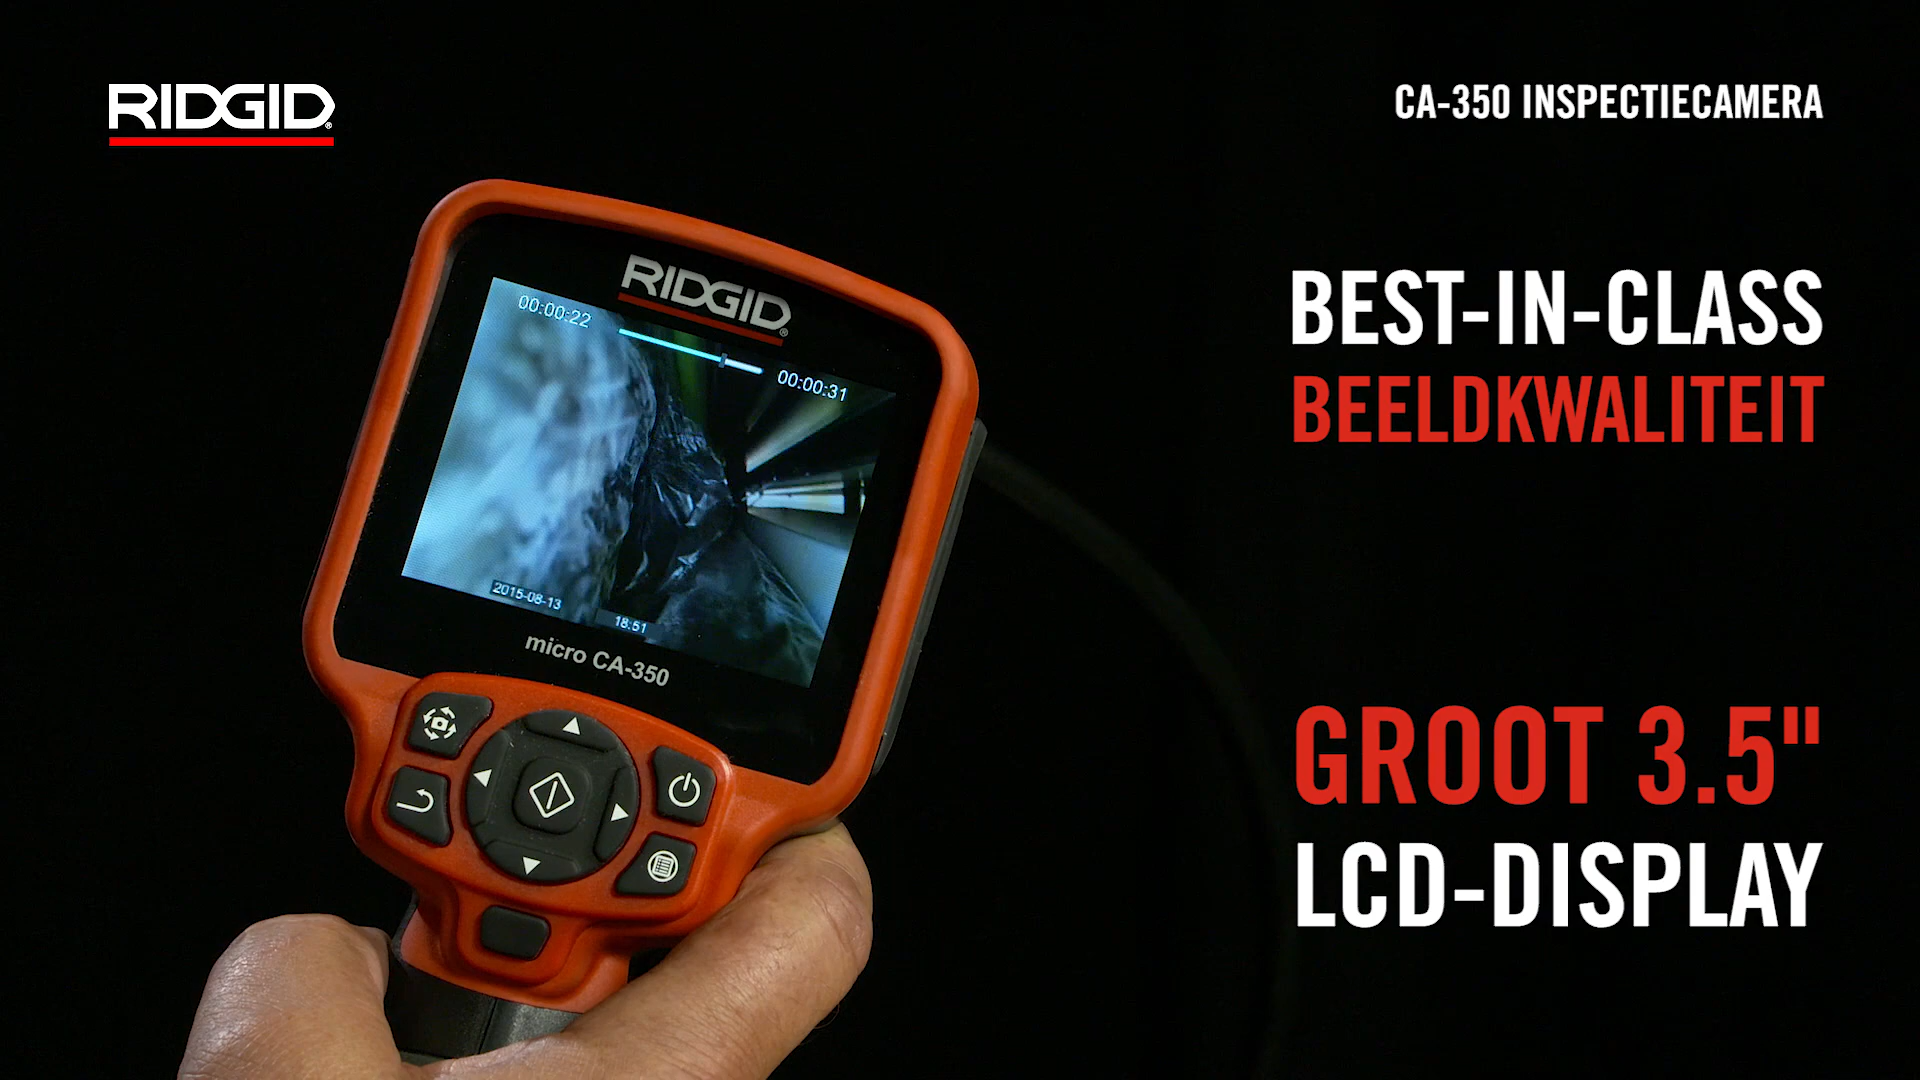 RIDGID
CA-350 INSPECTIECAMERA
BEST-IN-CLASS
BEELDKWALITEIT
GROOT 3.5"
LCD-DISPLAY
RIDGID
00:00:22
00:00:31
2015-08-13
18:51
micro CA-350